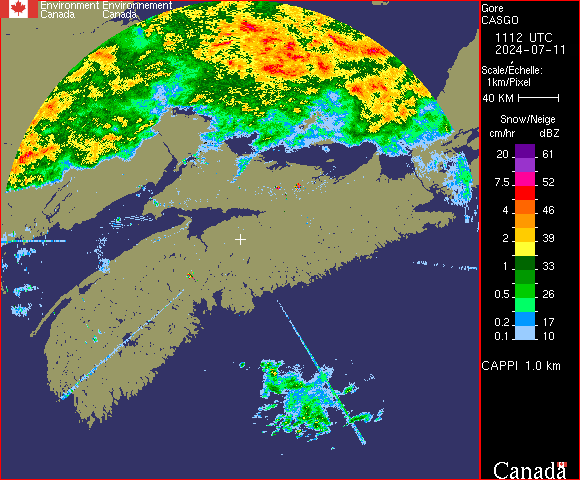 Environment Environnement
Canada Canada
Gore
CASGO
1112 UTC
2024-07-11
Scale/Échelle:
1km/Pixel
40 KM
Snow/Neige
cm/hr dBZ
20 61
7.5 52
4 46
2 39
1 33
0.5 26
0.2 17
0.1 10
CAPPI 1.0 km
Canada